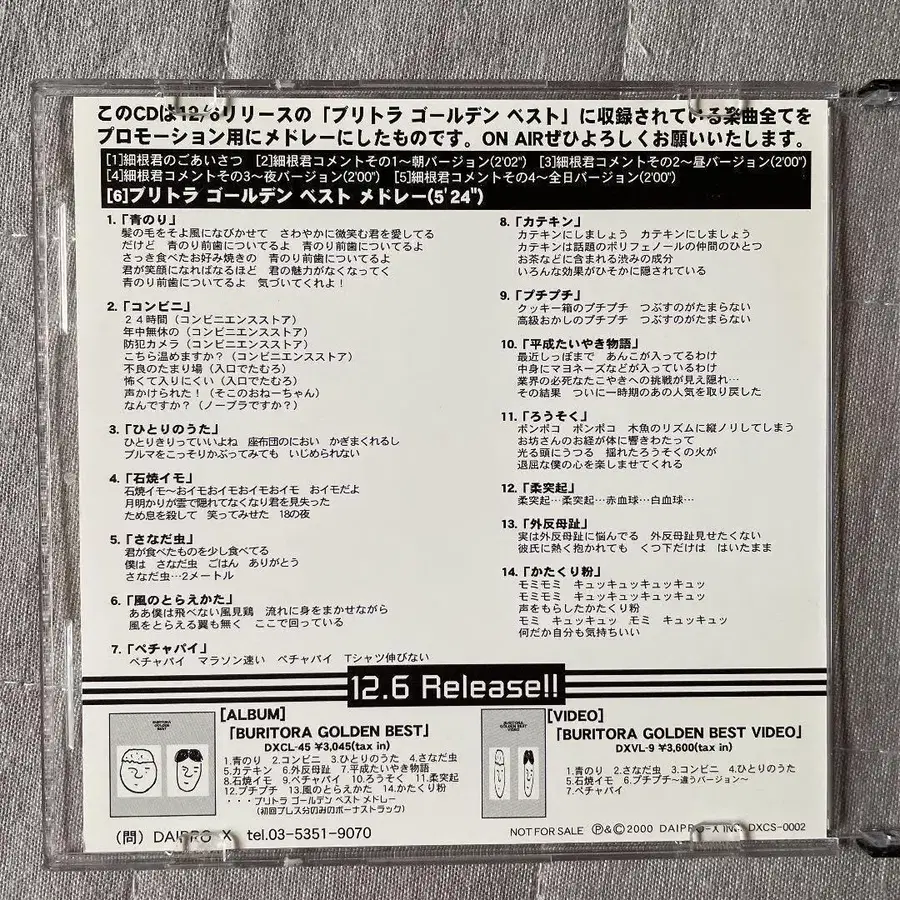 このCDは12/6リリースの「ブリトラ ゴールデン ベスト」に収録されている楽曲全てを
プロモーション用にメドレーにしたものです。ON AIRぜひよろしくお願いいたします。
[1]細根君のごあいさつ [2]細根君コメントその1〜朝バージョン(2'02") [3]細根君コメントその2〜昼バージョン(2'00")
[4]細根君コメントその3〜夜バージョン(2'00") [5]細根君コメントその4〜全日バージョン(2'00")
[6]ブリトラ ゴールデン ベスト メドレー(5'24")
1.「青のり」
髪の毛をそよ風になびかせて さわやかに微笑む君を愛してる
だけど 青のり前歯についてるよ 青のり前歯についてるよ
さっき食べたお好み焼きの 青のり前歯についてるよ
君が笑顔になればなるほど 君の魅力がなくなってく
青のり前歯についてるよ 気づいてくれよ!
2.「コンビニ」
24時間(コンビニエンスストア)
年中無休の(コンビニエンスストア)
防犯カメラ(コンビニエンスストア)
こちら温めますか?(コンビニエンスストア)
不良のたまり場(入口でたむろ)
怖くて入りにくい(入口でたむろ)
声かけられた!(そこのおねーちゃん)
なんですか?(ノーブラですか?)
3.「ひとりのうた」
ひとりきりっていいよね 座布団のにおい かぎまくれるし
ブルマをこっそりかぶってみても いじめられない
4.「石焼イモ」
石焼イモ〜おイモおイモおイモおイモ おイモだよ
月明かりが雲で隠れてなくなり君を見失った
ため息を殺して 笑ってみせた 18の夜
5.「さなだ虫」
君が食べたものを少し食べてる
僕は さなだ虫 ごはん ありがとう
さなだ虫…2メートル
6.「風のとらえかた」
ああ僕は飛べない風見鶏 流れに身をまかせながら
風をとらえる翼も無く ここで回っている
7.「ペチャパイ」
ペチャパイ マラソン速い ペチャパイ Tシャツ伸びない
8.「カテキン」
カテキンにしましょう カテキンにしましょう
カテキンは話題のポリフェノールの仲間のひとつ
お茶などに含まれる渋みの成分
いろんな効果がひそかに隠されている
9.「プチプチ」
クッキー箱のプチプチ つぶすのがたまらない
高級おかしのプチプチ つぶすのがたまらない
10.「平成たいやき物語」
最近しっぽまで あんこが入ってるわけ
中身にマヨネーズなどが入っているわけ
業界の必死なたこやきへの挑戦が見え隠れ…
その結果 ついに一時期のあの人気を取り戻した
11.「ろうそく」
ポンポコ ポンポコ 木魚のリズムに縦ノリしてしまう
お坊さんのお経が体に響きわたって
光る頭にうつる 揺れたろうそくの火が
退屈な僕の心を楽しませてくれる
12.「柔突起」
柔突起…柔突起…赤血球…白血球…
13.「外反母趾」
実は外反母趾に悩んでる 外反母趾見せたくない
彼氏に熱く抱かれても くつ下だけは はいたまま
14.「かたくり粉」
モミモミ キュッキュッキュッキュッ
モミモミ キュッキュッキュッキュッ
声をもらしたかたくり粉
モミ キュッキュッ モミ キュッキュッ
何だか自分も気持ちいい
12.6 Release!!
BURITORA GOLDEN BEST
[ALBUM]
「BURITORA GOLDEN BEST」
DXCL-45 ¥3,045(tax in)
1.青のり 2.コンビニ 3.ひとりのうた 4.さなだ虫
5.カテキン 6.外反母趾 7.平成たいやき物語
8.石焼イモ 9.ペチャパイ 10.ろうそく 11.柔突起
12.プチプチ 13.風のとらえかた 14.かたくり粉
・・・ブリトラ ゴールデン ベスト メドレー
(初回プレス分のみのボーナストラック)
BURITORA GOLDEN BEST VIDEO
[VIDEO]
「BURITORA GOLDEN BEST VIDEO」
DXVL-9 ¥3,600(tax in)
1.青のり 2.さなだ虫 3.コンビニ 4.ひとりのうた
5.石焼イモ 6.プチプチ〜違うバージョン〜
7.ペチャパイ
(問)DAIPRO-X tel.03-5351-9070
NOT FOR SALE Ⓟ&© 2000 DAIPRO-X INC. DXCS-0002